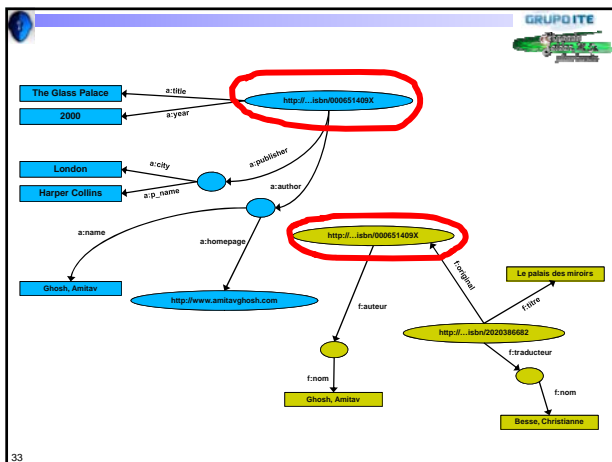 GRUPO ITE
The Glass Palace
a:title
http://…isbn/000651409X
2000
a:year
London
a:city
a:publisher
Harper Collins
a:p_name
a:author
a:name
a:homepage
http://…isbn/000651409X
Ghosh, Amitav
http://www.amitavghosh.com
f:original
Le palais des miroirs
f:titre
f:auteur
http://…isbn/2020386682
f:traducteur
f:nom
f:nom
Ghosh, Amitav
Besse, Christianne
33